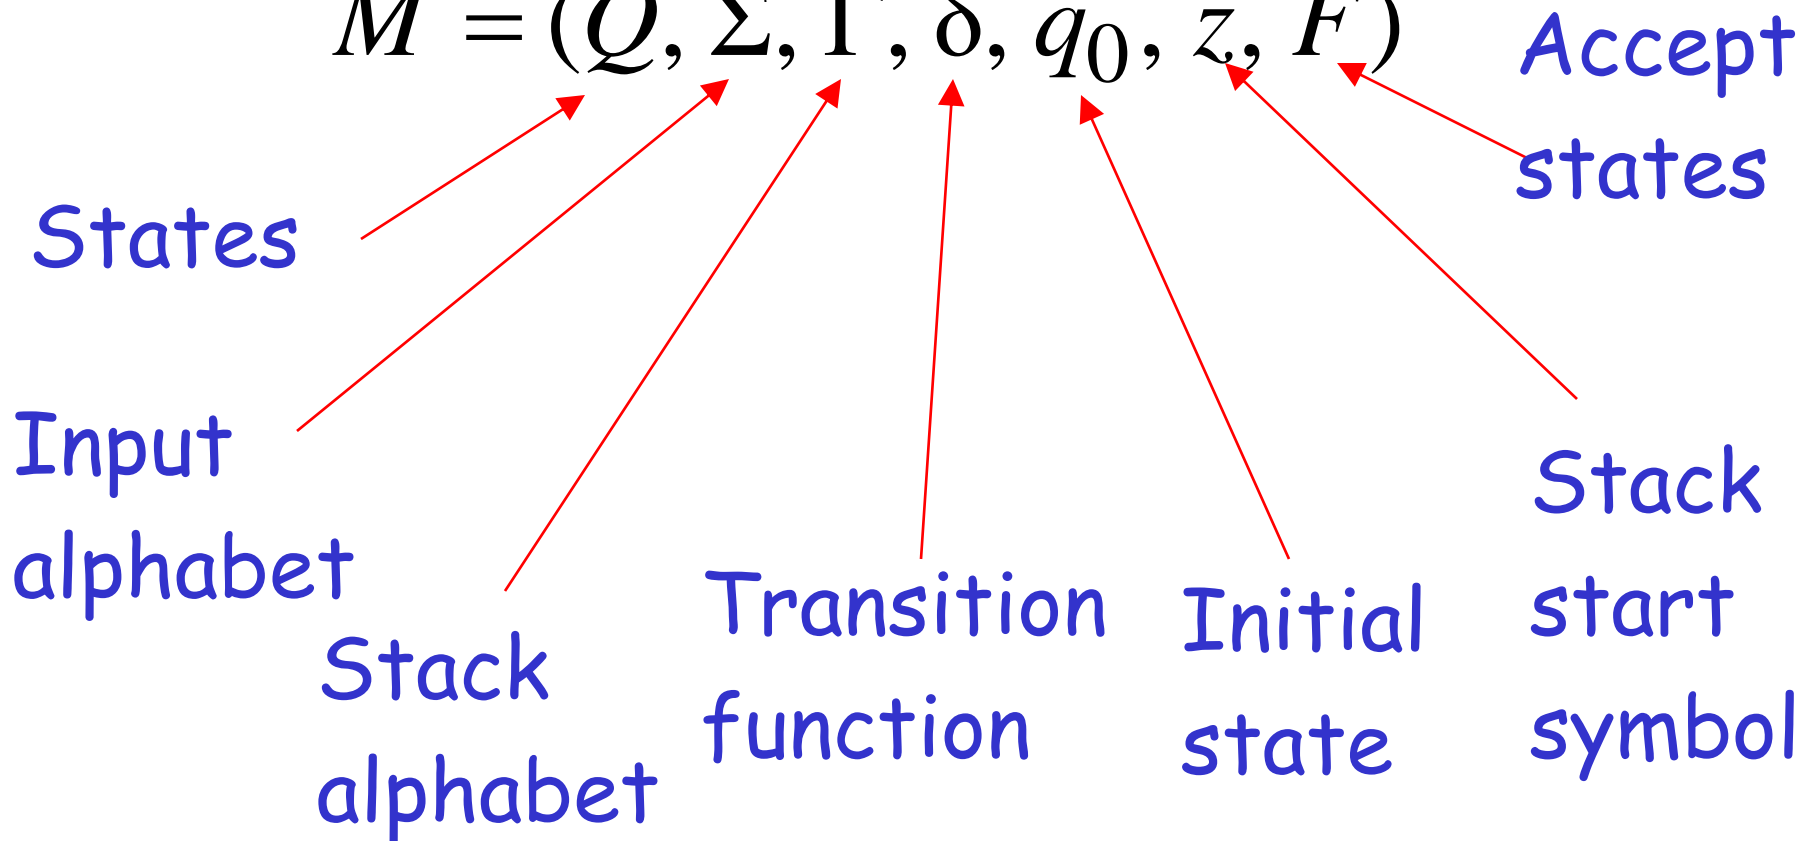 M = (Q, Σ, Γ, δ, q₀, z, F)
Accept
states
States
Input
alphabet
Stack
alphabet
Transition
function
Initial
state
Stack
start
symbol